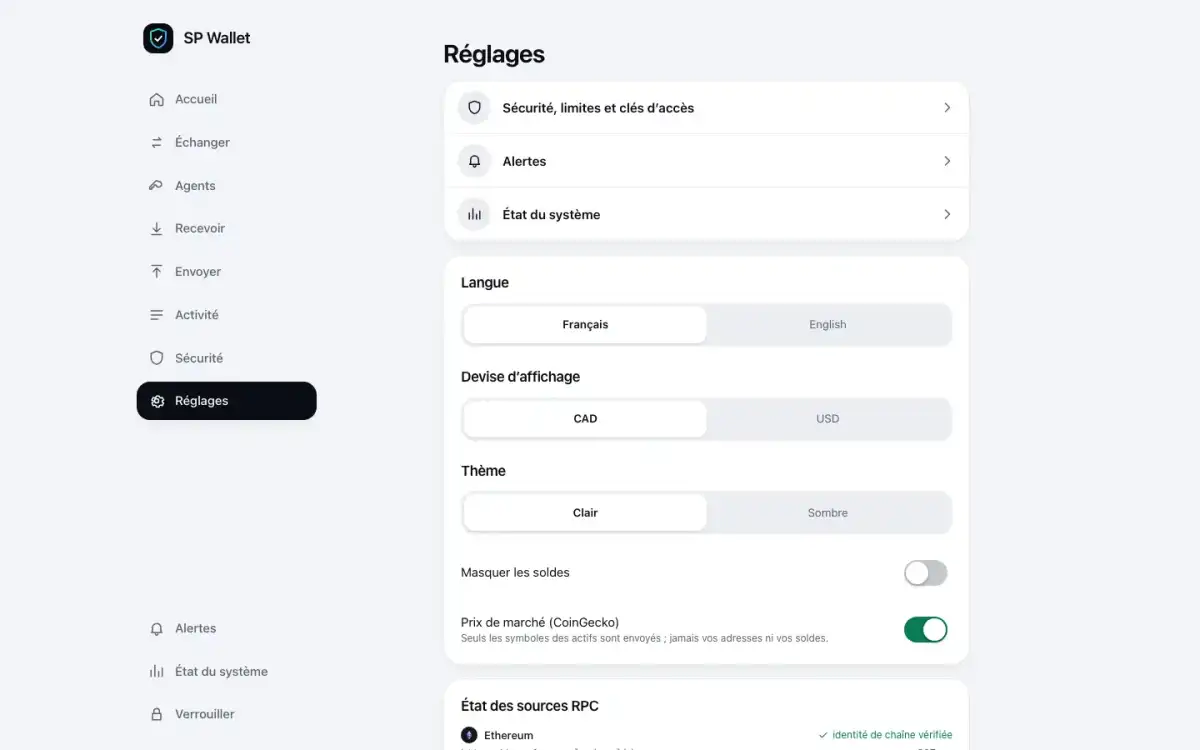 SP Wallet
Accueil
Échanger
Agents
Recevoir
Envoyer
Activité
Sécurité
Réglages
Alertes
État du système
Verrouiller
Réglages
Sécurité, limites et clés d’accès
Alertes
État du système
Langue
Français
English
Devise d’affichage
CAD
USD
Thème
Clair
Sombre
Masquer les soldes
Prix de marché (CoinGecko)
Seuls les symboles des actifs sont envoyés ; jamais vos adresses ni vos soldes.
État des sources RPC
Ethereum
identité de chaîne vérifiée